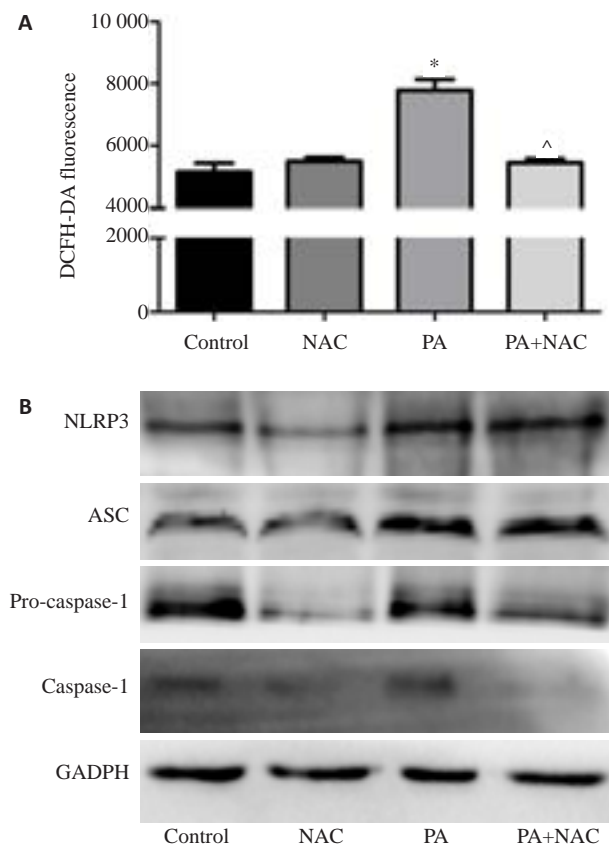 A
10 000
8000
6000
4000
2000
0
DCFH-DA fluorescence
*
^
Control NAC PA PA+NAC
B
NLRP3
ASC
Pro-caspase-1
Caspase-1
GADPH
Control NAC PA PA+NAC